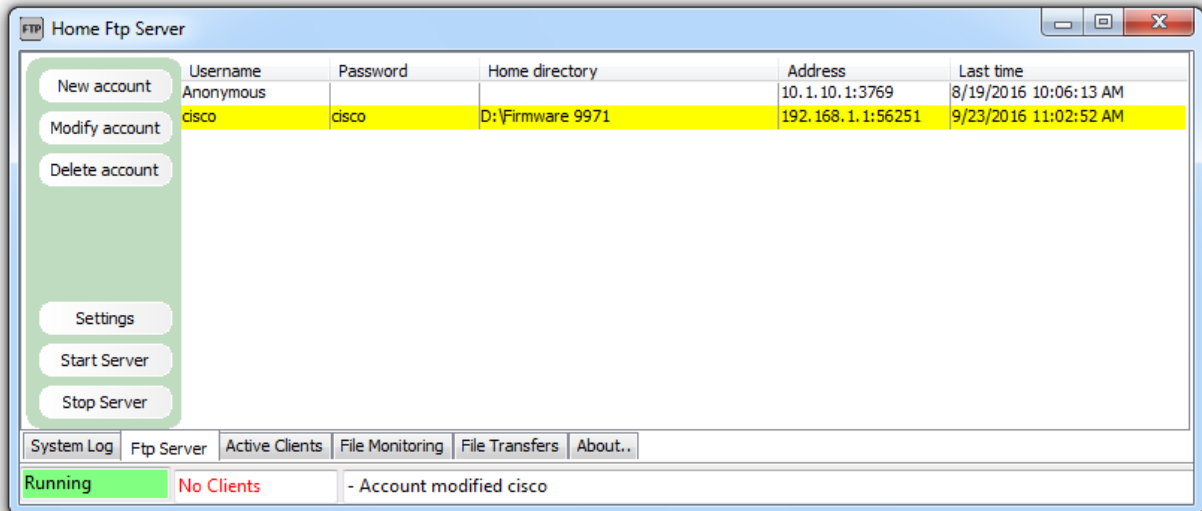 FTP Home Ftp Server
New account
Modify account
Delete account
Settings
Start Server
Stop Server
Username Password Home directory Address Last time
Anonymous 10.1.10.1:3769 8/19/2016 10:06:13 AM
cisco cisco D:\Firmware 9971 192.168.1.1:56251 9/23/2016 11:02:52 AM
System Log Ftp Server Active Clients File Monitoring File Transfers About..
Running No Clients - Account modified cisco